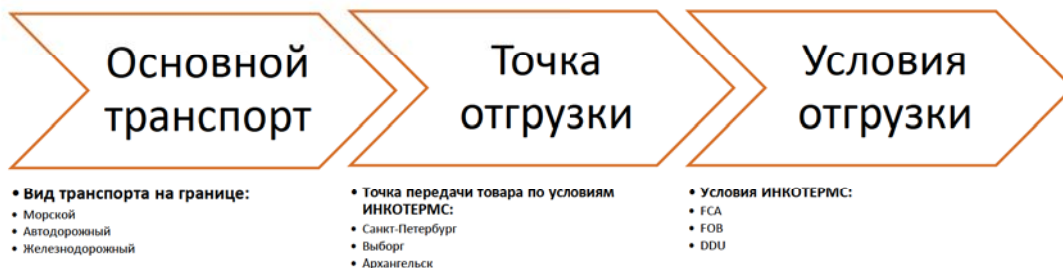 Основной
транспорт
Точка
отгрузки
Условия
отгрузки
• Вид транспорта на границе:
• Морской
• Автодорожный
• Железнодорожный
• Точка передачи товара по условиям
ИНКОТЕРМС:
• Санкт-Петербург
• Выборг
• Архангельск
• Условия ИНКОТЕРМС:
• FCA
• FOB
• DDU